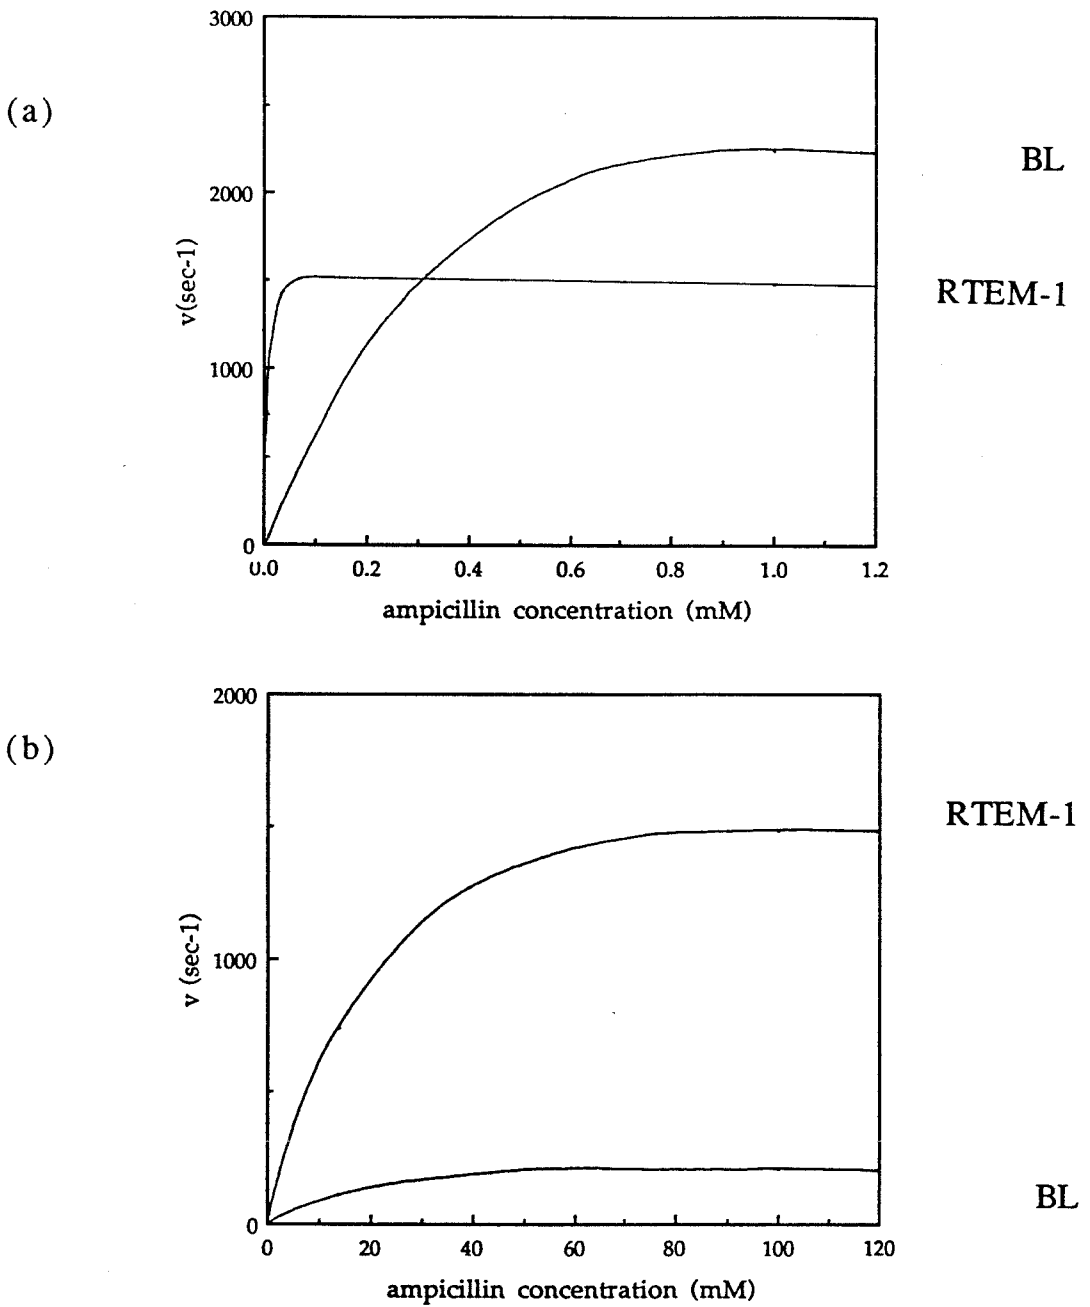 (a)
3000
2000
1000
0
v(sec-1)
0.0 0.2 0.4 0.6 0.8 1.0 1.2
ampicillin concentration (mM)
BL
RTEM-1
(b)
2000
1000
0
v (sec-1)
0 20 40 60 80 100 120
ampicillin concentration (mM)
RTEM-1
BL